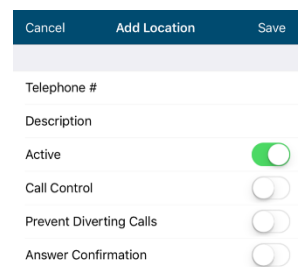 Cancel Add Location Save
Telephone #
Description
Active
Call Control
Prevent Diverting Calls
Answer Confirmation